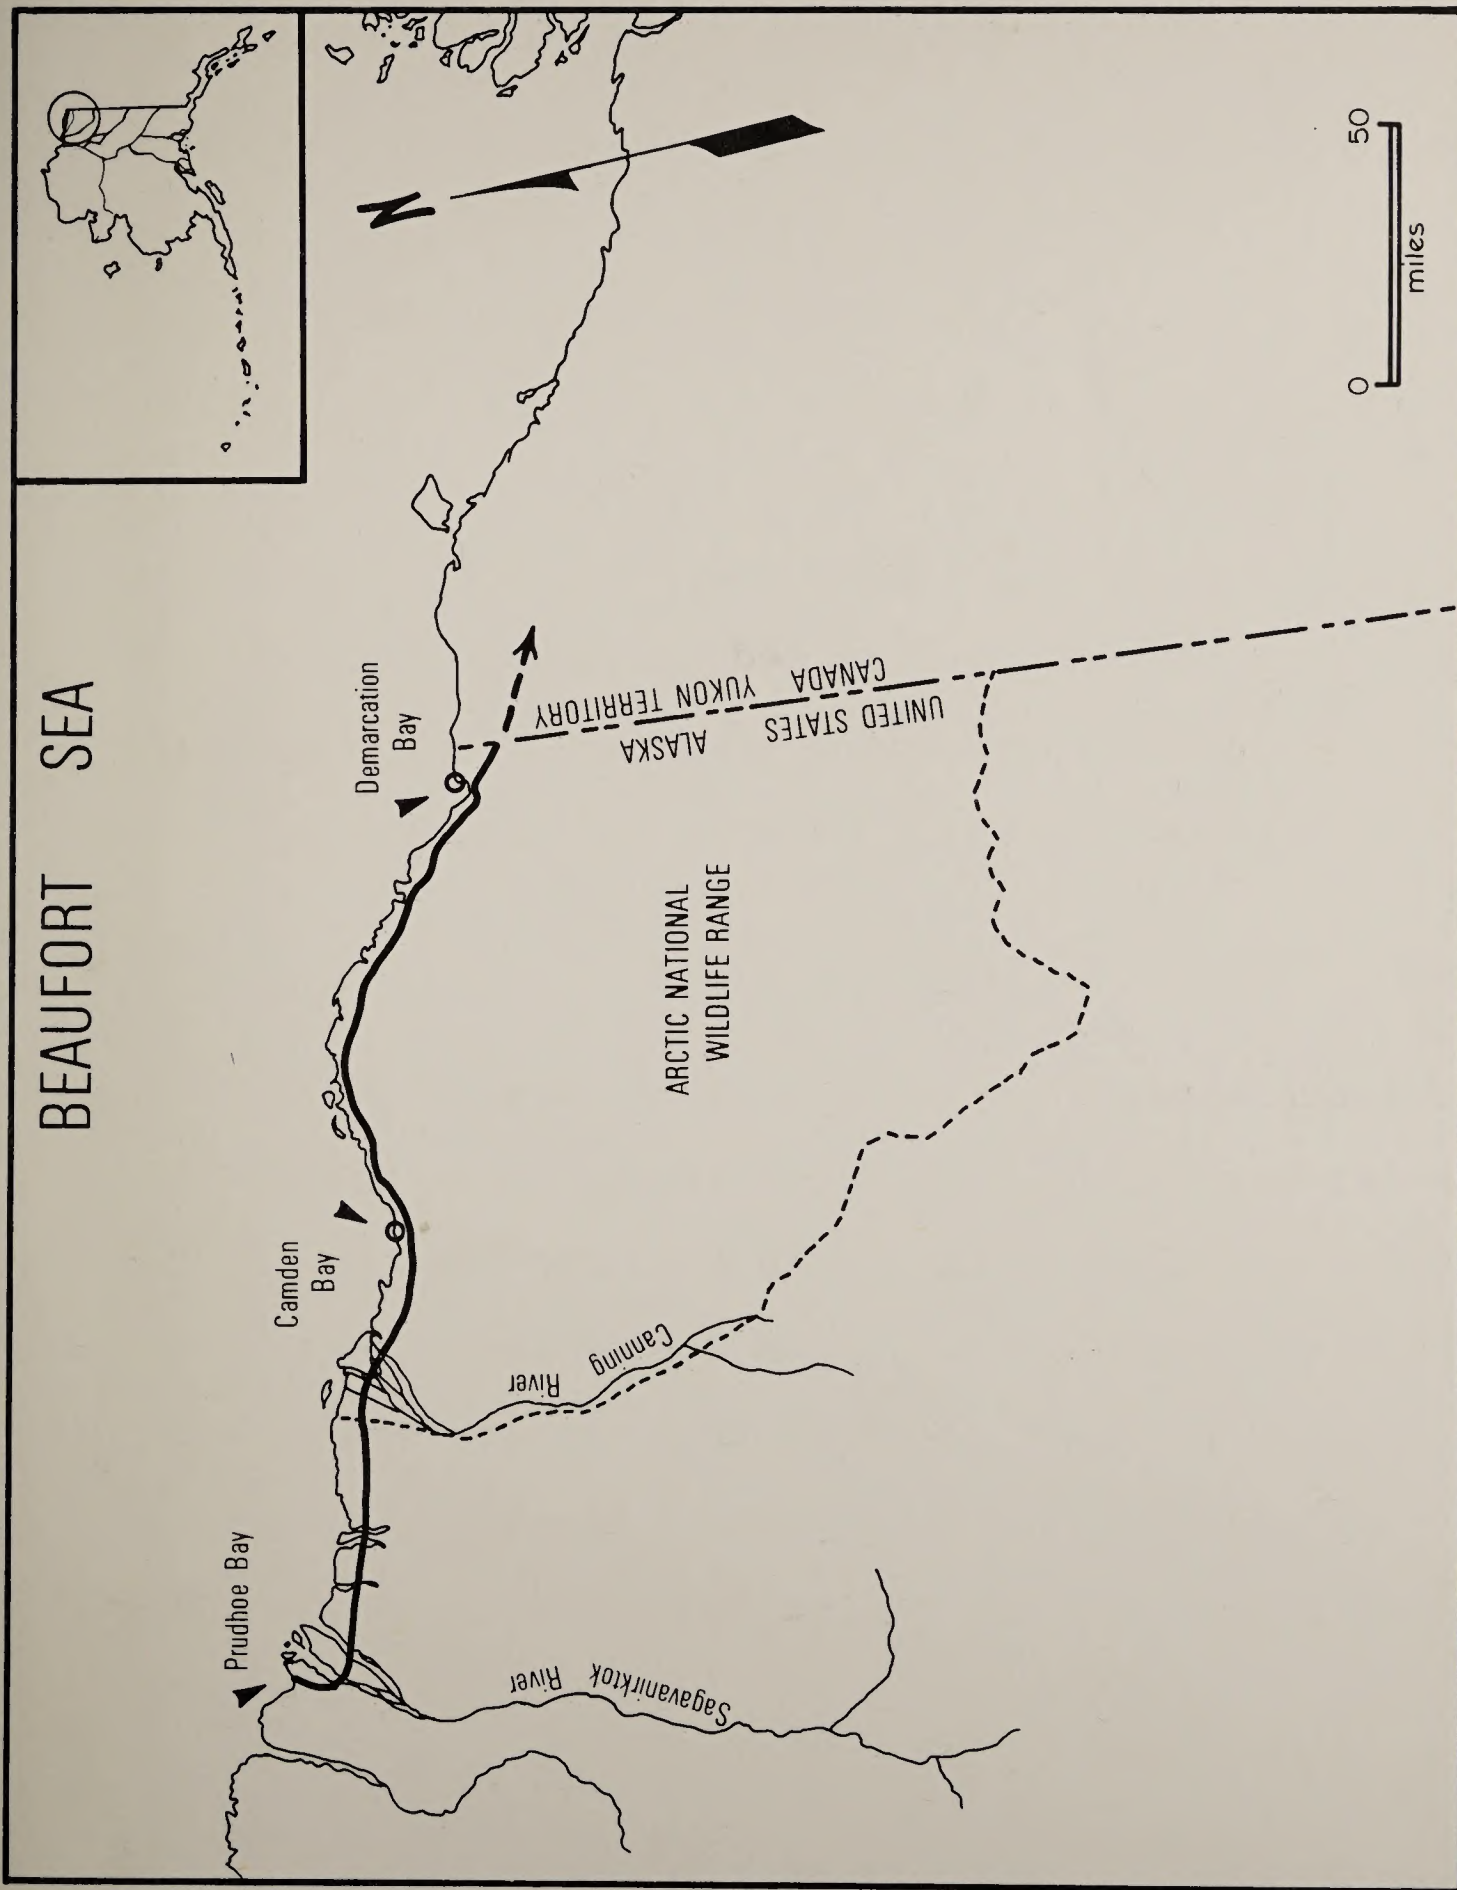 BEAUFORT SEA
N
Prudhoe Bay
Camden
Bay
Demarcation
Bay
Sagavanirktok River
Canning River
ARCTIC NATIONAL
WILDLIFE RANGE
UNITED STATES ALASKA
CANADA YUKON TERRITORY
0 50
miles